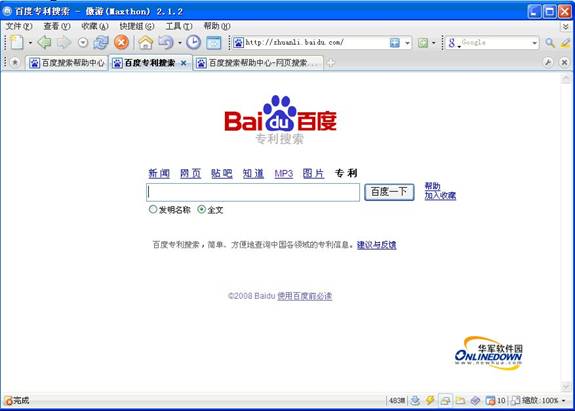 百度专利搜索 - 傲游(Maxthon) 2.1.2
文件(F) 查看(V) 收藏(A) 快捷组(G) 工具(T) 帮助(H)
http://zhuanli.baidu.com/ Google
百度搜索帮助中心 百度专利搜索 百度搜索帮助中心-网页搜索...
Bai du 百度
专利搜索
新闻 网页 贴吧 知道 MP3 图片 专利
百度一下 帮助
加入收藏
发明名称 全文
百度专利搜索，简单、方便地查询中国各领域的专利信息。建议与反馈
©2008 Baidu 使用百度前必读
华军软件园
ONLINEDOWN
www.newhua.com
完成 483M 10 缩放:100%